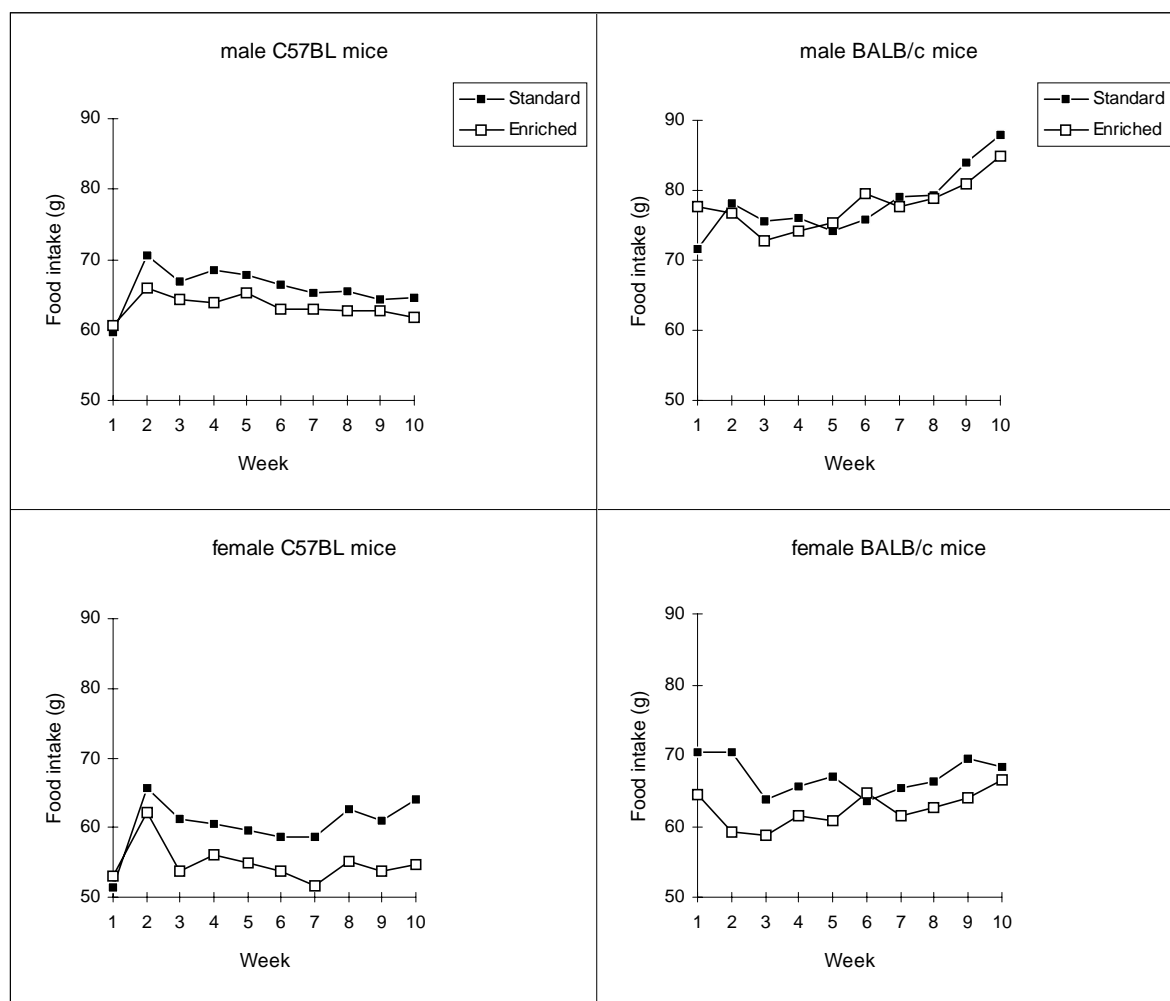 male C57BL mice
Standard
Enriched
90
80
70
60
50
Food intake (g)
1 2 3 4 5 6 7 8 9 10
Week
male BALB/c mice
Standard
Enriched
90
80
70
60
50
Food intake (g)
1 2 3 4 5 6 7 8 9 10
Week
female C57BL mice
90
80
70
60
50
Food intake (g)
1 2 3 4 5 6 7 8 9 10
Week
female BALB/c mice
90
80
70
60
50
Food intake (g)
1 2 3 4 5 6 7 8 9 10
Week